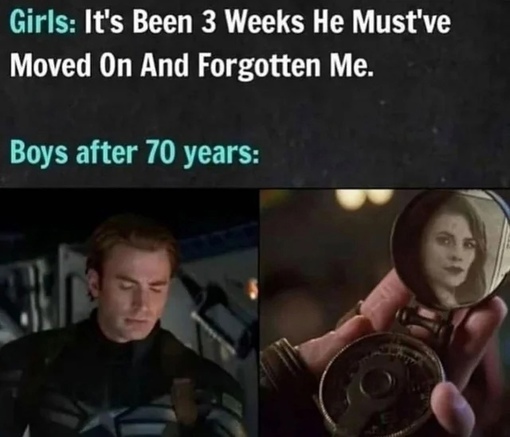 Girls: It's Been 3 Weeks He Must've
Moved On And Forgotten Me.
Boys after 70 years: